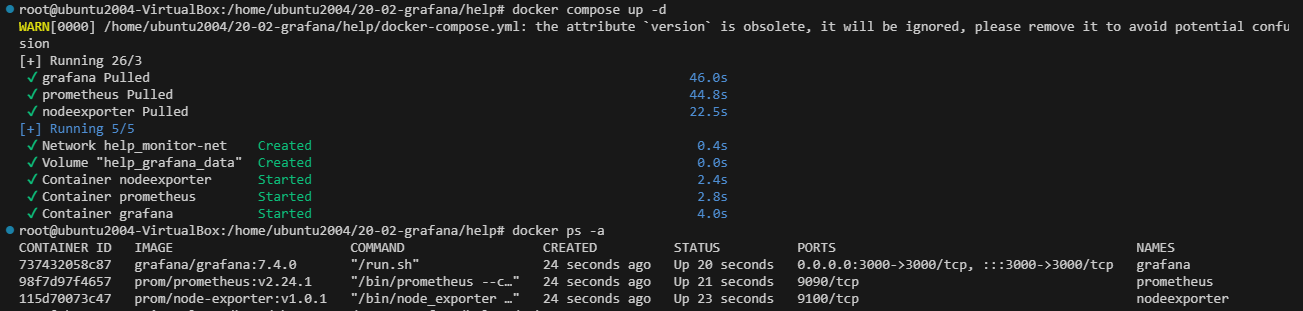 root@ubuntu2004-VirtualBox:/home/ubuntu2004/20-02-grafana/help# docker compose up -d
WARN[0000] /home/ubuntu2004/20-02-grafana/help/docker-compose.yml: the attribute `version` is obsolete, it will be ignored, please remove it to avoid potential confu
sion
[+] Running 26/3
✔ grafana Pulled 46.0s
✔ prometheus Pulled 44.8s
✔ nodeexporter Pulled 22.5s
[+] Running 5/5
✔ Network help_monitor-net Created 0.4s
✔ Volume "help_grafana_data" Created 0.0s
✔ Container nodeexporter Started 2.4s
✔ Container prometheus Started 2.8s
✔ Container grafana Started 4.0s
root@ubuntu2004-VirtualBox:/home/ubuntu2004/20-02-grafana/help# docker ps -a
CONTAINER ID IMAGE COMMAND CREATED STATUS PORTS NAMES
737432058c87 grafana/grafana:7.4.0 "/run.sh" 24 seconds ago Up 20 seconds 0.0.0.0:3000->3000/tcp, :::3000->3000/tcp grafana
98f7d97f4657 prom/prometheus:v2.24.1 "/bin/prometheus --c…" 24 seconds ago Up 21 seconds 9090/tcp prometheus
115d70073c47 prom/node-exporter:v1.0.1 "/bin/node_exporter …" 24 seconds ago Up 23 seconds 9100/tcp nodeexporter